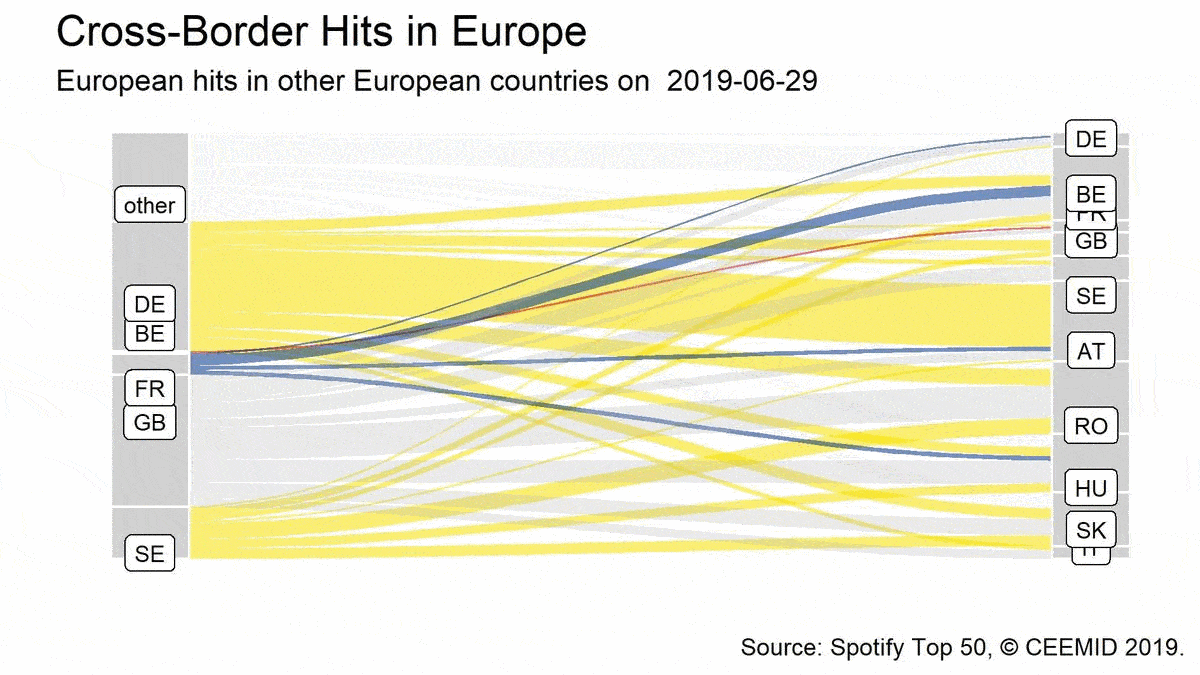 Cross-Border Hits in Europe
European hits in other European countries on 2019-06-29
other
DE
BE
FR
GB
SE
DE
BE
FR
GB
SE
AT
RO
HU
SK
Source: Spotify Top 50, © CEEMID 2019.